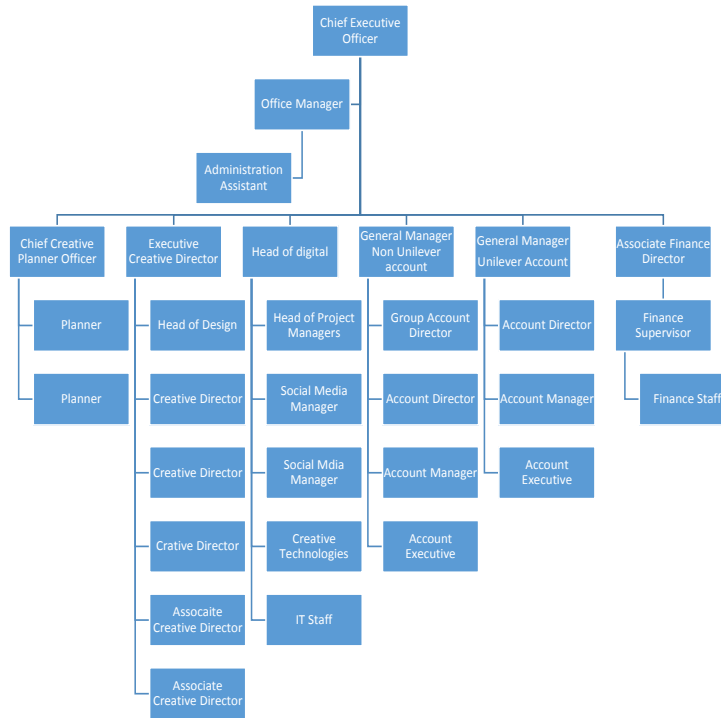 Chief Executive
Officer
Office Manager
Administration
Assistant
Chief Creative
Planner Officer
Executive
Creative Director
Head of digital
General Manager
Non Unilever
account
General Manager
Unilever Account
Associate Finance
Director
Planner
Head of Design
Head of Project
Managers
Group Account
Director
Account Director
Finance
Supervisor
Planner
Creative Director
Social Media
Manager
Account Director
Account Manager
Finance Staff
Creative Director
Social Mdia
Manager
Account Manager
Account
Executive
Crative Director
Creative
Technologies
Account
Executive
Assocaite
Creative Director
IT Staff
Associate
Creative Director